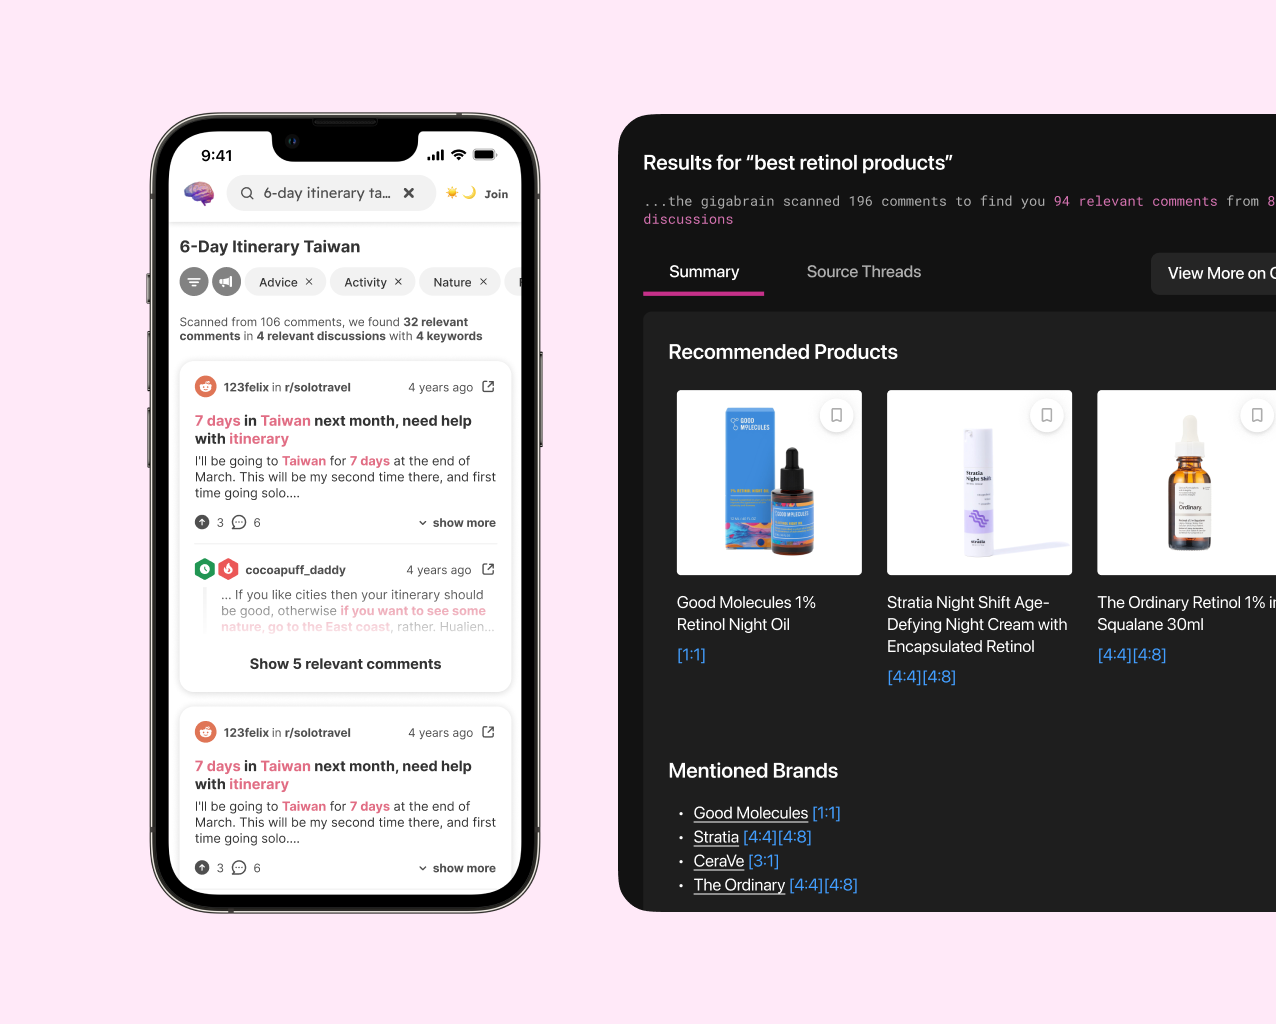 9:41
6-day itinerary ta...
Join
6-Day Itinerary Taiwan
Advice ×
Activity ×
Nature ×
Scanned from 106 comments, we found 32 relevant
comments in 4 relevant discussions with 4 keywords
123felix in r/solotravel
4 years ago
7 days in Taiwan next month, need help
with itinerary
I'll be going to Taiwan for 7 days at the end of
March. This will be my second time there, and first
time going solo....
3
6
show more
cocoapuff_daddy
4 years ago
... If you like cities then your itinerary should
be good, otherwise if you want to see some
nature, go to the East coast, rather. Hualien...
Show 5 relevant comments
123felix in r/solotravel
4 years ago
7 days in Taiwan next month, need help
with itinerary
I'll be going to Taiwan for 7 days at the end of
March. This will be my second time there, and first
time going solo....
3
6
show more
Results for “best retinol products”
...the gigabrain scanned 196 comments to find you 94 relevant comments from 8
discussions
Summary
Source Threads
View More on
Recommended Products
GOOD
MOLECULES
GOOD MOLECULES
Stratia
Night Shift
stratia
The
Ordinary.
Good Molecules 1%
Retinol Night Oil
[1:1]
Stratia Night Shift Age-
Defying Night Cream with
Encapsulated Retinol
[4:4][4:8]
The Ordinary Retinol 1% in
Squalane 30ml
[4:4][4:8]
Mentioned Brands
• Good Molecules [1:1]
• Stratia [4:4][4:8]
• CeraVe [3:1]
• The Ordinary [4:4][4:8]